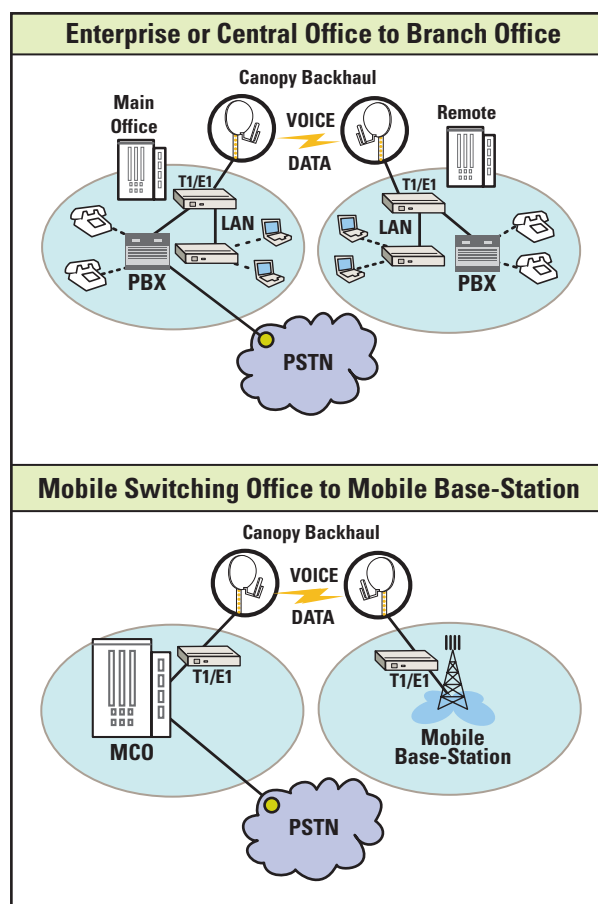 Enterprise or Central Office to Branch Office
Canopy Backhaul
Main
Office
VOICE
DATA
Remote
T1/E1
LAN
PBX
T1/E1
LAN
PBX
PSTN
Mobile Switching Office to Mobile Base-Station
Canopy Backhaul
VOICE
DATA
T1/E1
MCO
T1/E1
Mobile
Base-Station
PSTN